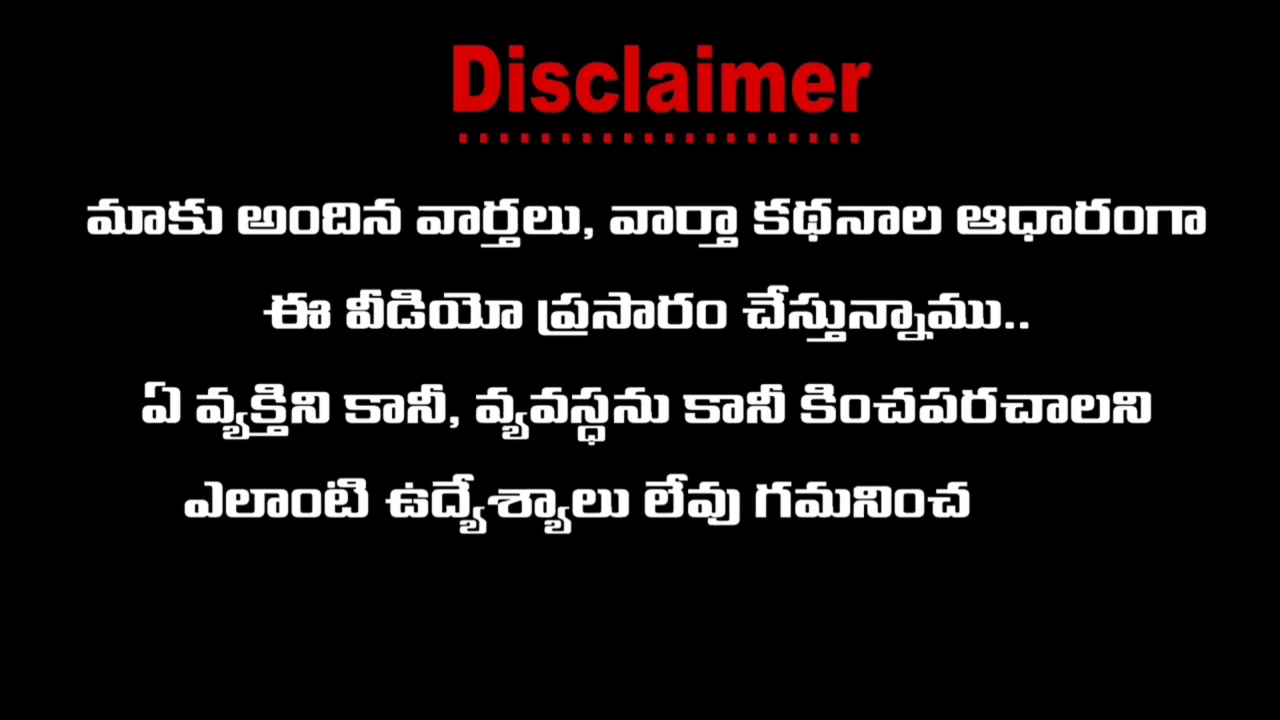 Disclaimer
మాకు అందిన వార్తలు, వార్తా కథనాల ఆధారంగా
ఈ వీడియో ప్రసారం చేస్తున్నాము..
ఏ వ్యక్తిని కానీ, వ్యవస్థను కానీ కించపరచాలని
ఎలాంటి ఉద్యేశ్యాలు లేవు గమనించ